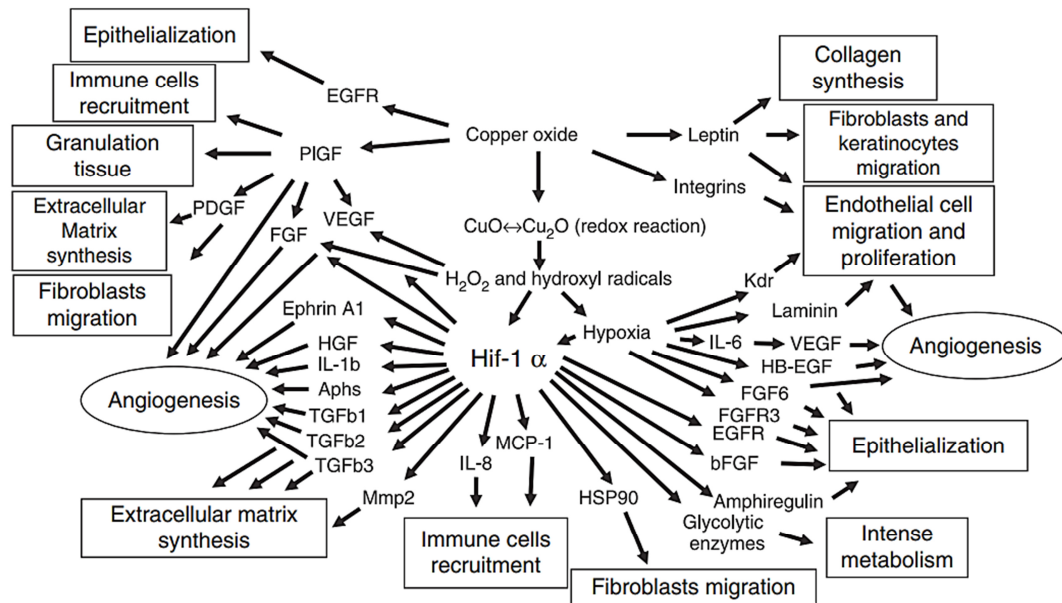 Epithelialization
Immune cells
recruitment
Granulation
tissue
Extracellular
Matrix
synthesis
Fibroblasts
migration
EGFR
PlGF
PDGF
FGF
VEGF
Copper oxide
CuO↔Cu₂O (redox reaction)
H₂O₂ and hydroxyl radicals
Leptin
Integrins
Collagen
synthesis
Fibroblasts and
keratinocytes
migration
Endothelial cell
migration and
proliferation
Ephrin A1
HGF
IL-1b
Aphs
TGFb1
TGFb2
TGFb3
Angiogenesis
Hif-1 α
Hypoxia
Kdr
Laminin
IL-6
VEGF
HB-EGF
FGF6
FGFR3
EGFR
bFGF
Amphiregulin
Glycolytic
enzymes
Angiogenesis
Epithelialization
Intense
metabolism
Extracellular matrix
synthesis
Mmp2
IL-8
MCP-1
HSP90
Immune cells
recruitment
Fibroblasts migration